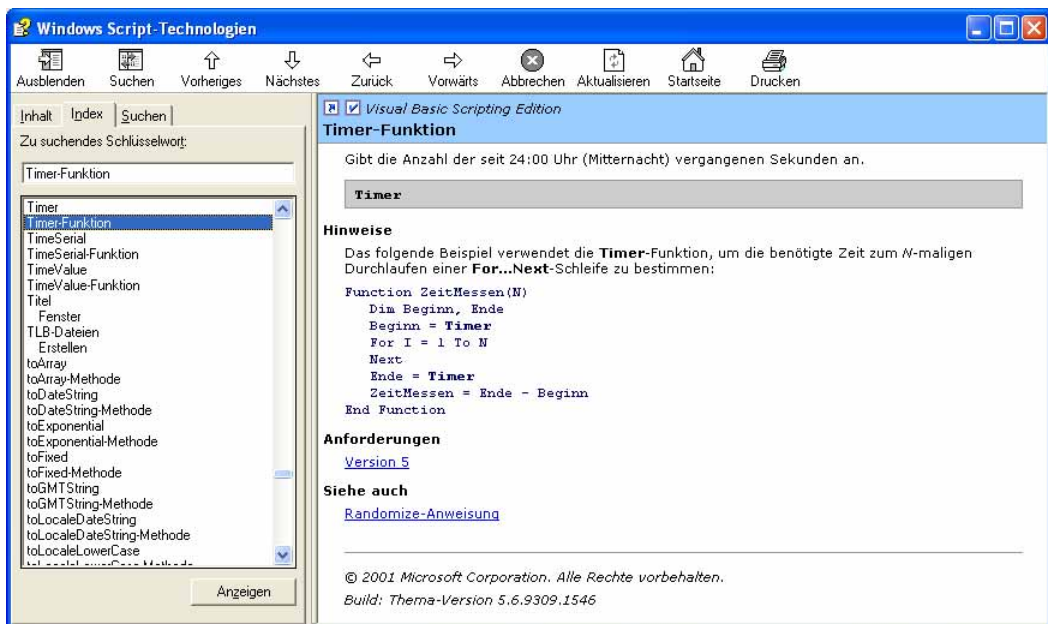 Windows Script-Technologien
Ausblenden Suchen Vorheriges Nächstes Zurück Vorwärts Abbrechen Aktualisieren Startseite Drucken
Inhalt Index Suchen
Zu suchendes Schlüsselwort:
Timer-Funktion
Timer
Timer-Funktion
TimeSerial
TimeSerial-Funktion
TimeValue
TimeValue-Funktion
Titel
Fenster
TLB-Dateien
Erstellen
toArray
toArray-Methode
toDateString
toDateString-Methode
toExponential
toExponential-Methode
toFixed
toFixed-Methode
toGMTString
toGMTString-Methode
toLocaleDateString
toLocaleDateString-Methode
toLocaleLowerCase
Anzeigen
Visual Basic Scripting Edition
Timer-Funktion
Gibt die Anzahl der seit 24:00 Uhr (Mitternacht) vergangenen Sekunden an.
Timer
Hinweise
Das folgende Beispiel verwendet die Timer-Funktion, um die benötigte Zeit zum N-maligen
Durchlaufen einer For...Next-Schleife zu bestimmen:
Function ZeitMessen(N)
Dim Beginn, Ende
Beginn = Timer
For I = 1 To N
Next
Ende = Timer
ZeitMessen = Ende - Beginn
End Function
Anforderungen
Version 5
Siehe auch
Randomize-Anweisung
© 2001 Microsoft Corporation. Alle Rechte vorbehalten.
Build: Thema-Version 5.6.9309.1546